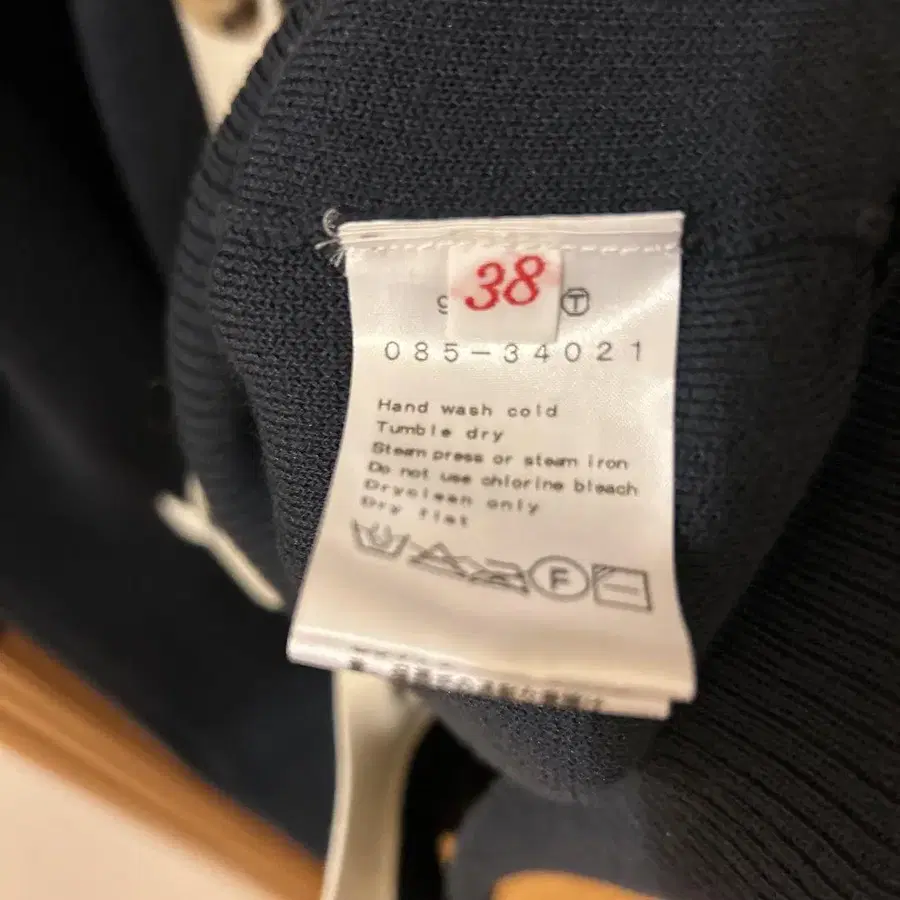 38
9 Ⓣ
085-34021
Hand wash cold
Tumble dry
Steam press or steam iron
Do not use chlorine bleach
Dryclean only
Dry flat
F